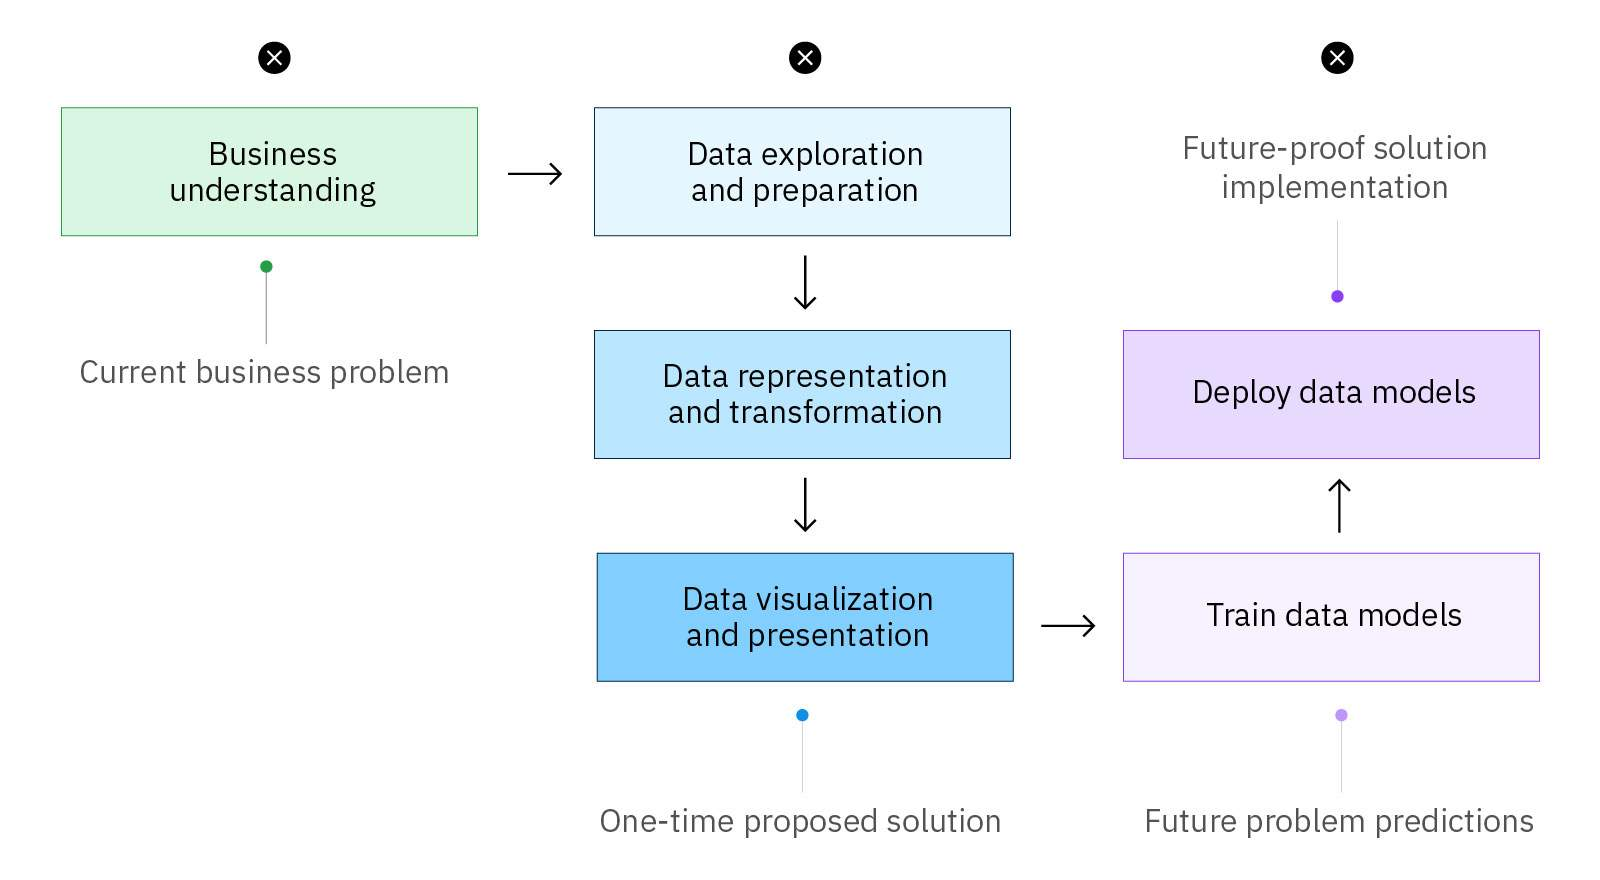 Business
understanding
Current business problem
Data exploration
and preparation
Data representation
and transformation
Data visualization
and presentation
One-time proposed solution
Future-proof solution
implementation
Deploy data models
Train data models
Future problem predictions